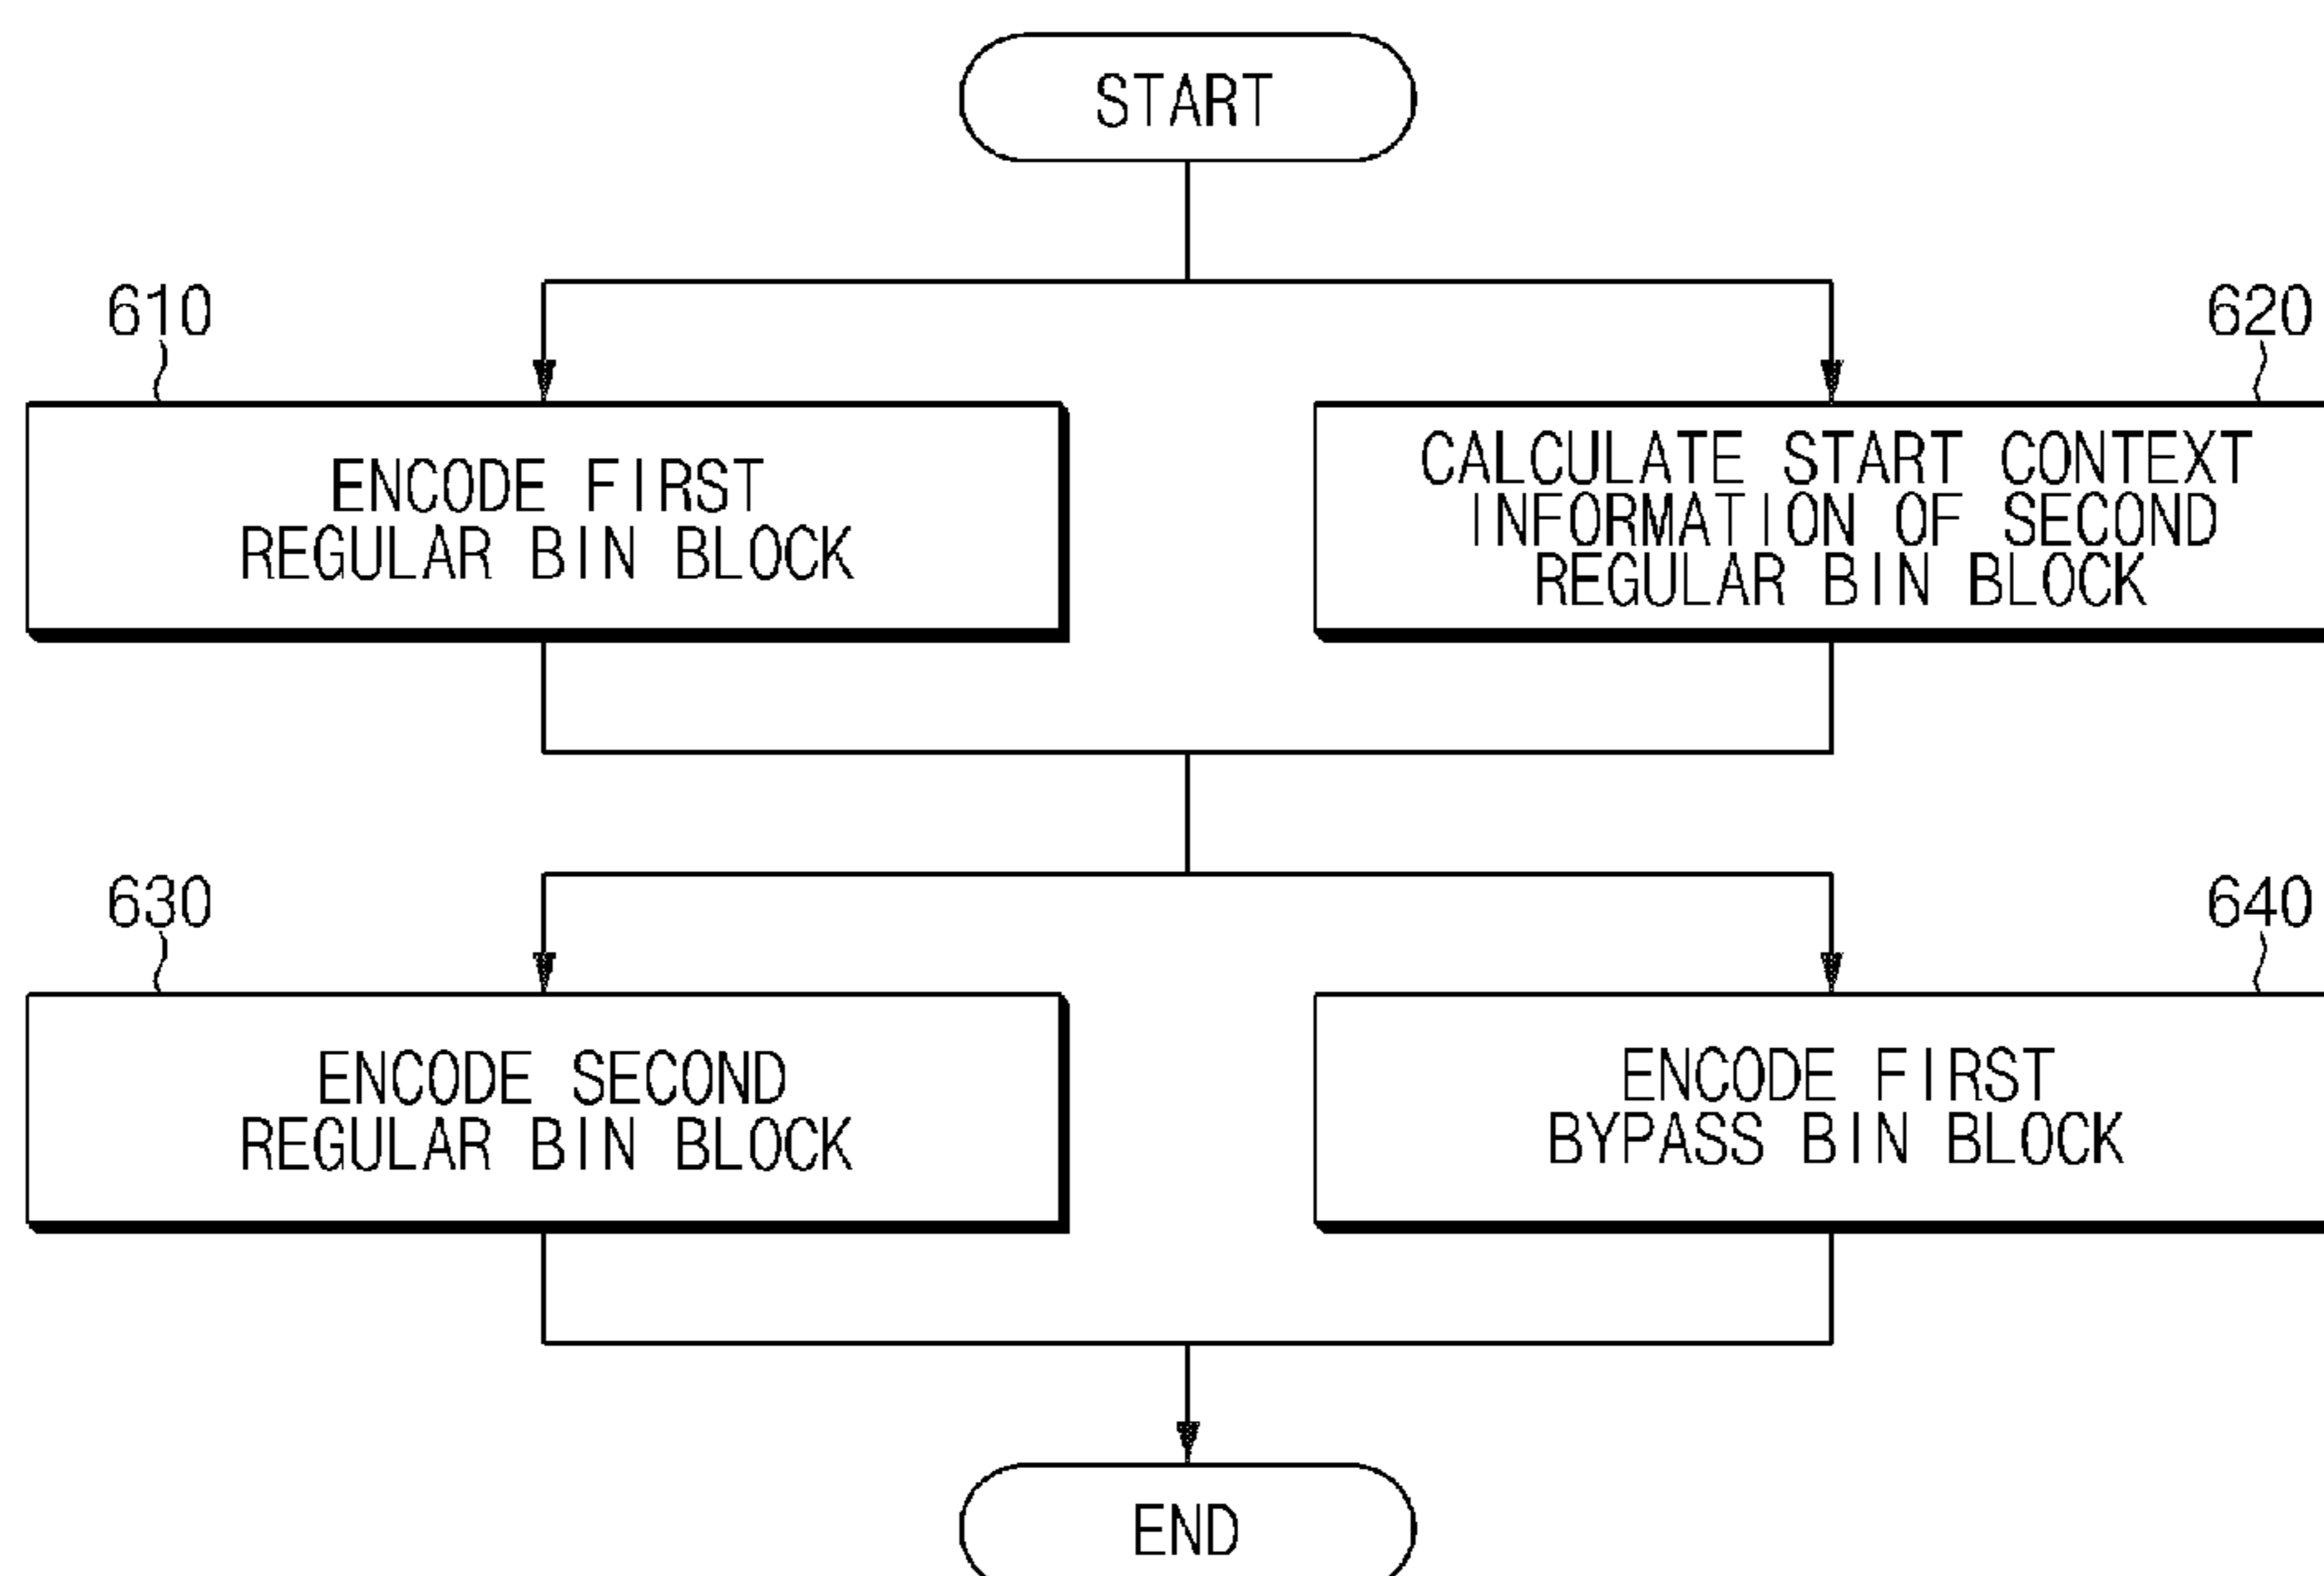 START
610
620
ENCODE FIRST
REGULAR BIN BLOCK
CALCULATE START CONTEXT
INFORMATION OF SECOND
REGULAR BIN BLOCK
630
640
ENCODE SECOND
REGULAR BIN BLOCK
ENCODE FIRST
BYPASS BIN BLOCK
END